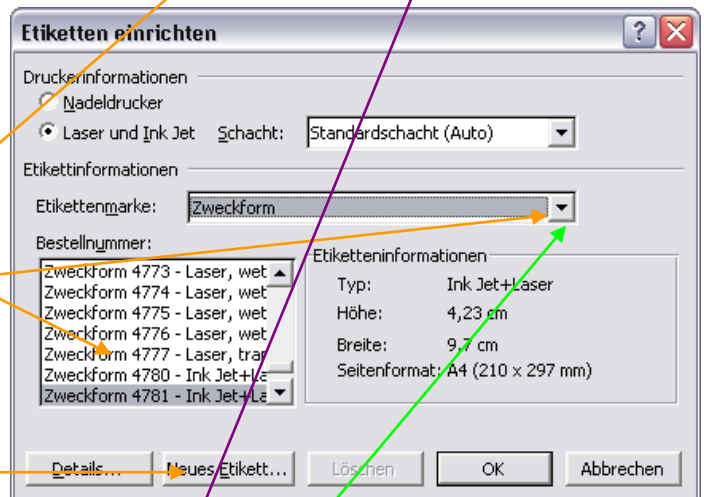 Etiketten einrichten
Druckerinformationen
Nadeldrucker
Laser und Ink Jet Schacht: Standardschacht (Auto)
Etikettinformationen
Etikettenmarke: Zweckform
Bestellnummer:
Zweckform 4773 - Laser, wet
Zweckform 4774 - Laser, wet
Zweckform 4775 - Laser, wet
Zweckform 4776 - Laser, wet
Zweckform 4777 - Laser, tran
Zweckform 4780 - Ink Jet+La
Zweckform 4781 - Ink Jet+La
Etiketteninformationen
Typ: Ink Jet+Laser
Höhe: 4,23 cm
Breite: 9,7 cm
Seitenformat: A4 (210 x 297 mm)
Details... Neues Etikett... Löschen OK Abbrechen